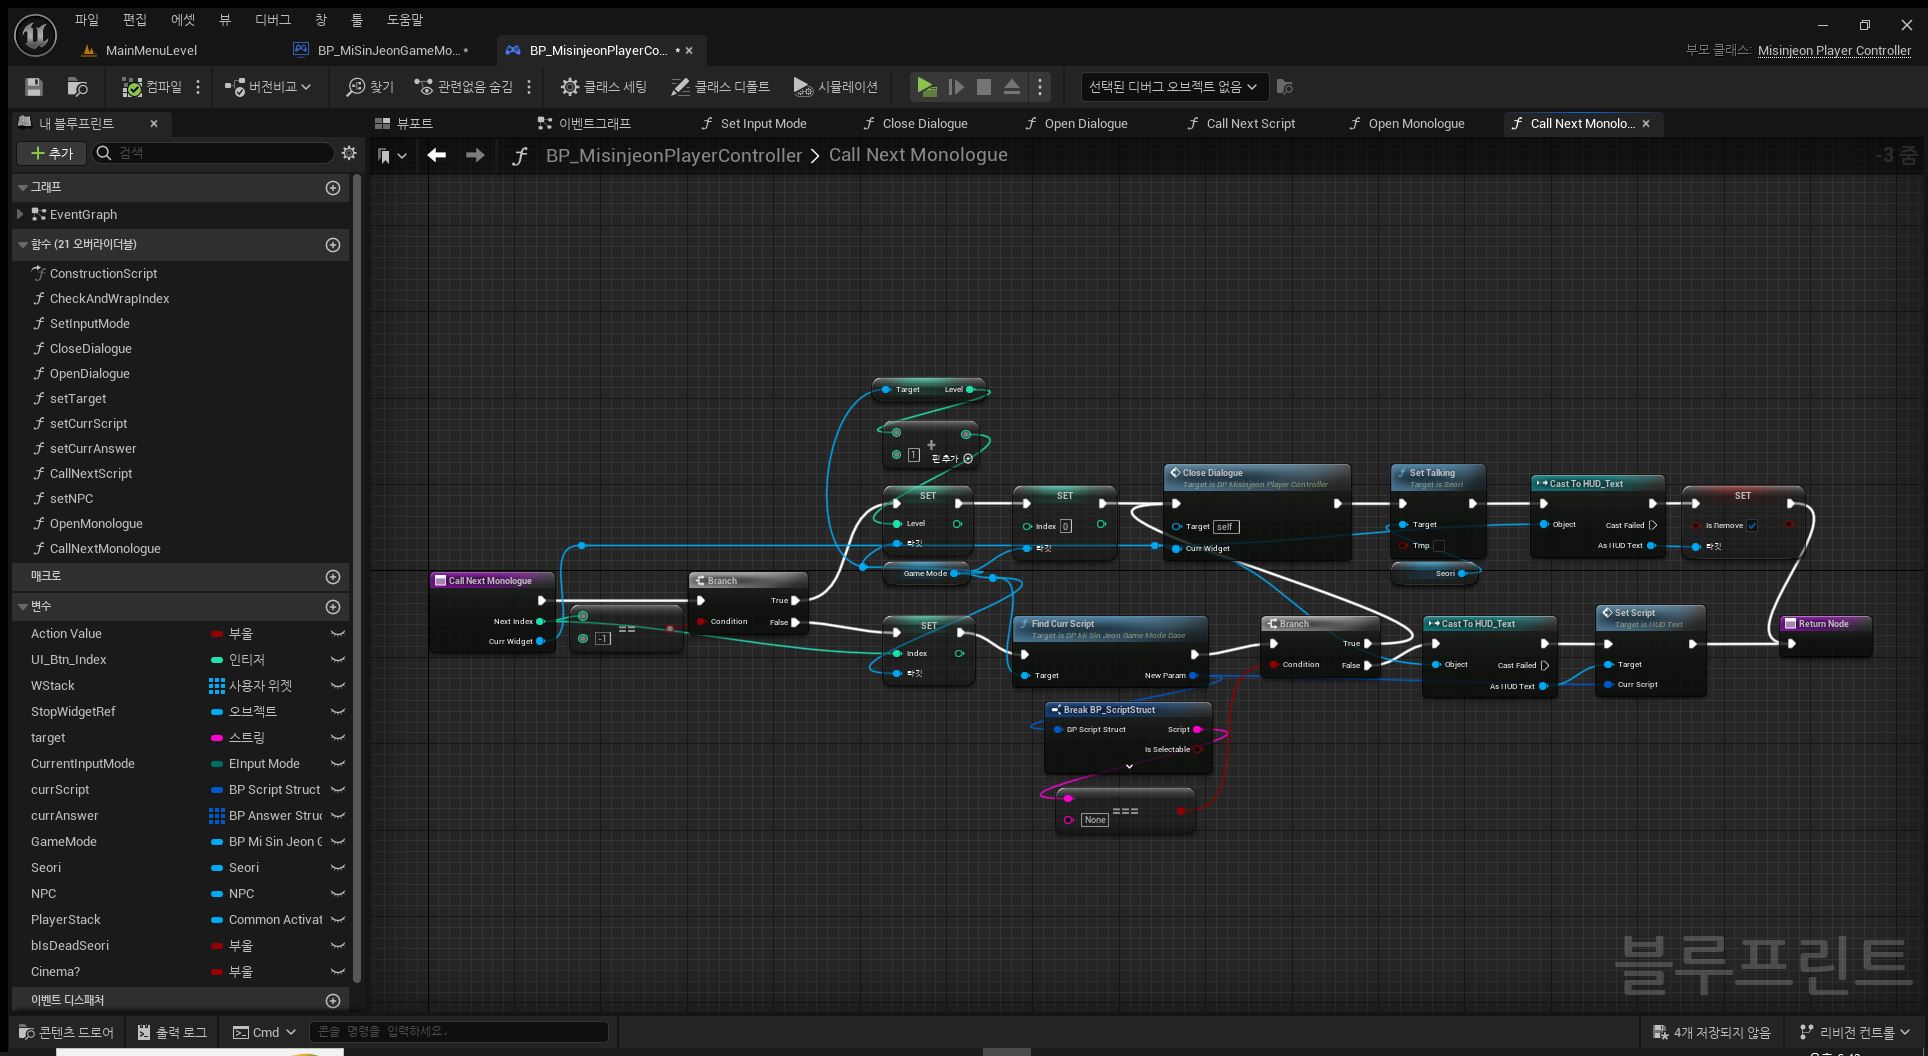 파일 편집 에셋 뷰 디버그 창 툴 도움말
MainMenuLevel BP_MiSinJeonGameMo...* BP_MisinjeonPlayerCo... *
부모 클래스: Misinjeon Player Controller
컴파일 버전비교 찾기 관련없음 숨김 클래스 세팅 클래스 디폴트 시뮬레이션 선택된 디버그 오브젝트 없음
내 블루프린트
뷰포트 이벤트그래프 Set Input Mode Close Dialogue Open Dialogue Call Next Script Open Monologue Call Next Monolo...
추가 검색
BP_MisinjeonPlayerController > Call Next Monologue
-3 줌
그래프
EventGraph
함수 (21 오버라이더블)
ConstructionScript
CheckAndWrapIndex
SetInputMode
CloseDialogue
OpenDialogue
setTarget
setCurrScript
setCurrAnswer
CallNextScript
setNPC
OpenMonologue
CallNextMonologue
매크로
변수
Action Value 부울
UI_Btn_Index 인티저
WStack 사용자 위젯
StopWidgetRef 오브젝트
target 스트링
CurrentInputMode EInput Mode
currScript BP Script Struct
currAnswer BP Answer Struc
GameMode BP Mi Sin Jeon G
Seori Seori
NPC NPC
PlayerStack Common Activat
bIsDeadSeori 부울
Cinema? 부울
이벤트 디스패처
Target Level
+
1 핀 추가
SET
Level
타깃
SET
Index 0
타깃
Close Dialogue
Target is BP Misinjeon Player Controller
Target self
Curr Widget
Set Talking
Target is Seori
Target
Tmp
Seori
Cast To HUD_Text
Object Cast Failed
As HUD Text
SET
Is Remove
타깃
Game Mode
Call Next Monologue
Next Index
Curr Widget
==
-1
Branch
True
Condition False
SET
Index
타깃
Find Curr Script
Target is BP Mi Sin Jeon Game Mode Base
Target New Param
Branch
True
Condition False
Cast To HUD_Text
Object Cast Failed
As HUD Text
Set Script
Target is HUD Text
Target
Curr Script
Return Node
Break BP_ScriptStruct
BP Script Struct Script
Is Selectable
===
None
블루프린트
콘텐츠 드로어 출력 로그 Cmd 콘솔 명령을 입력하세요.
4개 저장되지 않음 리비전 컨트롤